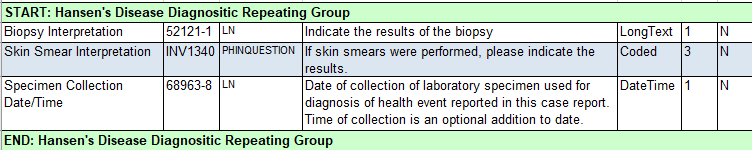 START: Hansen's Disease Diagnositic Repeating Group
Biopsy Interpretation 52121-1 LN Indicate the results of the biopsy LongText 1 N
Skin Smear Interpretation INV1340 PHINQUESTION If skin smears were performed, please indicate the results. Coded 3 N
Specimen Collection Date/Time 68963-8 LN Date of collection of laboratory specimen used for diagnosis of health event reported in this case report. Time of collection is an optional addition to date. DateTime 1 N
END: Hansen's Disease Diagnositic Repeating Group